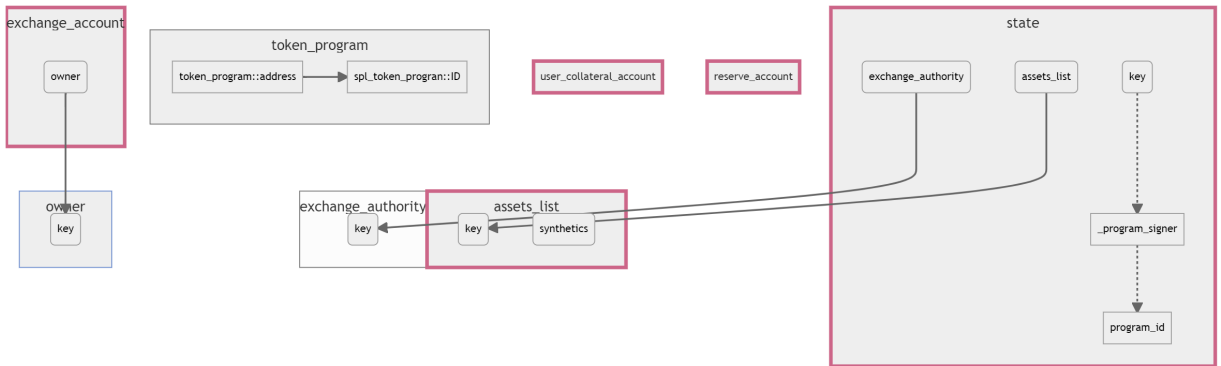 exchange_account
owner
token_program
token_program::address
spl_token_progran::ID
user_collateral_account
reserve_account
state
exchange_authority
assets_list
key
owner
key
exchange_authority
key
assets_list
key
synthetics
_program_signer
program_id